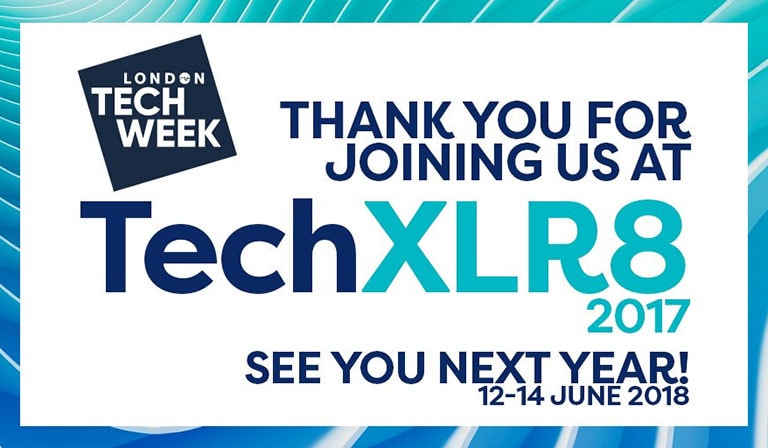 LONDON
TECH
WEEK
THANK YOU FOR
JOINING US AT
TechXLR8
2017
SEE YOU NEXT YEAR!
12-14 JUNE 2018